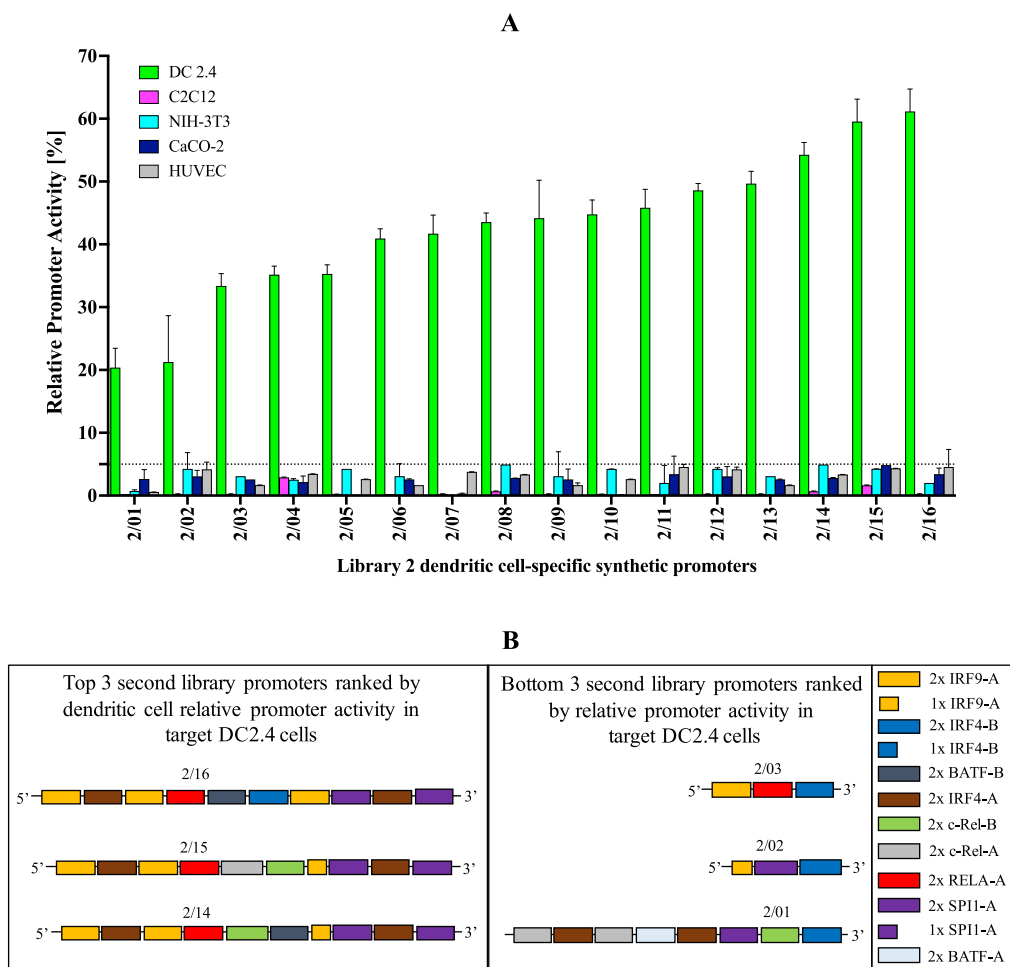 A
70
60
50
40
30
20
10
5
0
Relative Promoter Activity [%]
DC 2.4
C2C12
NIH-3T3
CaCO-2
HUVEC
2/01
2/02
2/03
2/04
2/05
2/06
2/07
2/08
2/09
2/10
2/11
2/12
2/13
2/14
2/15
2/16
Library 2 dendritic cell-specific synthetic promoters
B
Top 3 second library promoters ranked by
dendritic cell relative promoter activity in
target DC2.4 cells
2/16
5’ 3’
2/15
5’ 3’
2/14
5’ 3’
Bottom 3 second library promoters ranked
by relative promoter activity in
target DC2.4 cells
2/03
5’ 3’
2/02
5’ 3’
2/01
3’
2x IRF9-A
1x IRF9-A
2x IRF4-B
1x IRF4-B
2x BATF-B
2x IRF4-A
2x c-Rel-B
2x c-Rel-A
2x RELA-A
2x SPI1-A
1x SPI1-A
2x BATF-A